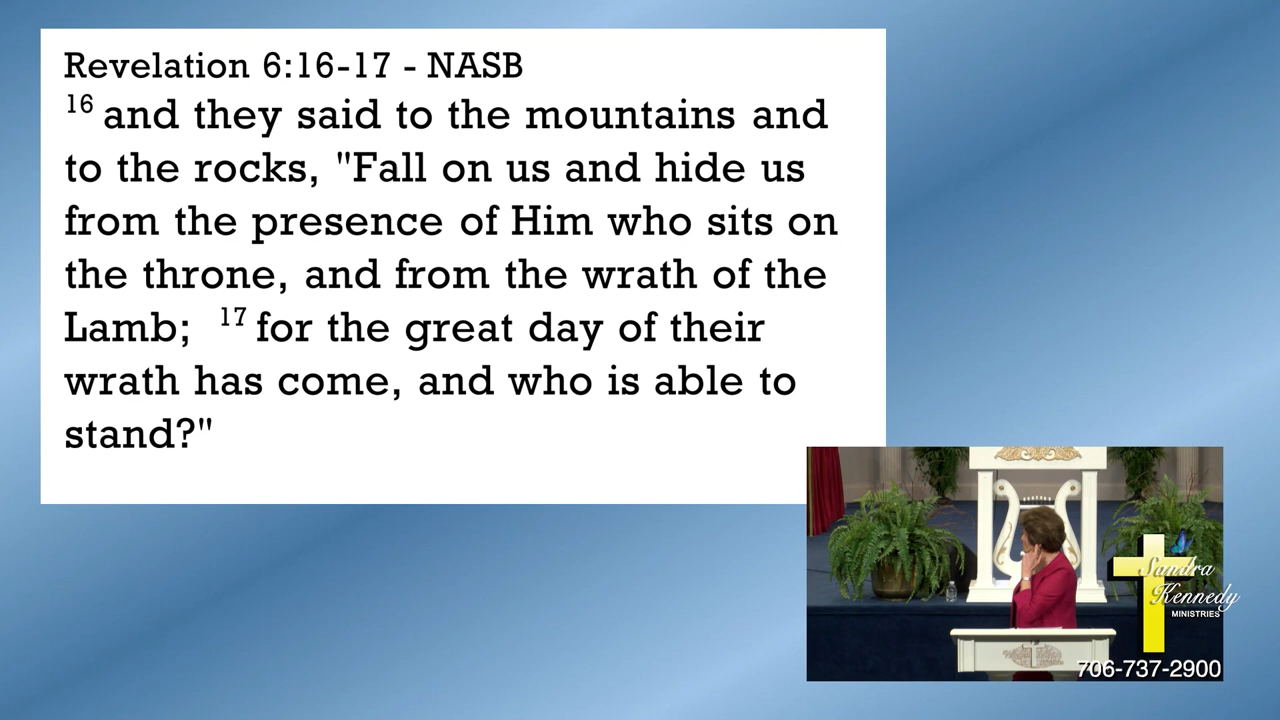 Revelation 6:16-17 - NASB
16 and they said to the mountains and
to the rocks, "Fall on us and hide us
from the presence of Him who sits on
the throne, and from the wrath of the
Lamb; 17 for the great day of their
wrath has come, and who is able to
stand?"
Sandra
Kennedy
MINISTRIES
706-737-2900